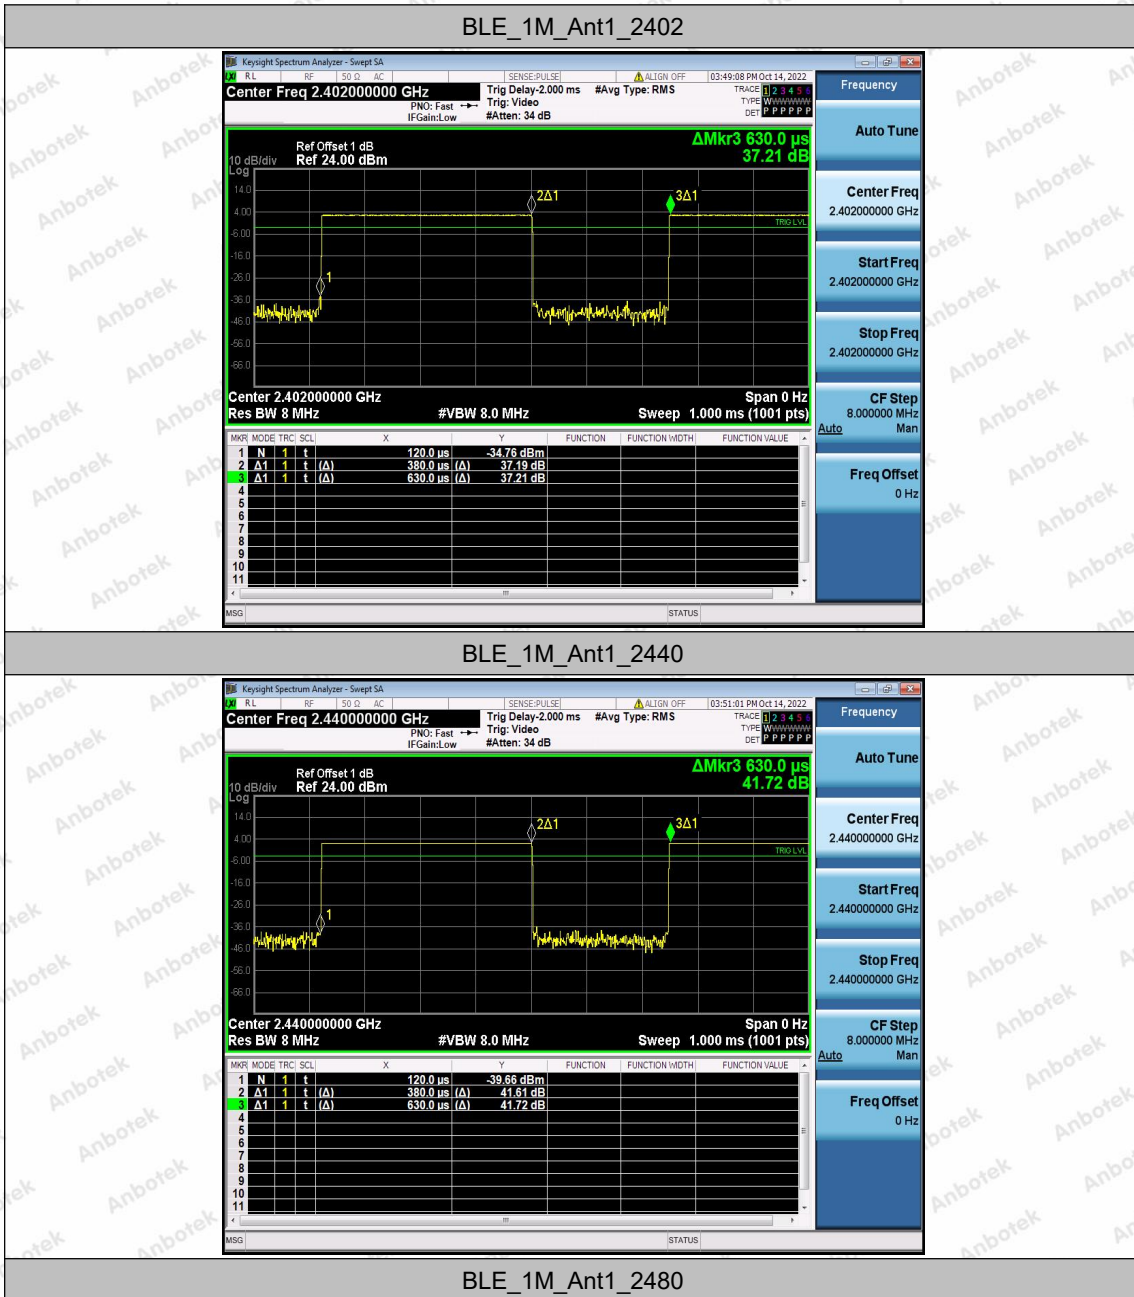 BLE_1M_Ant1_2402
Keysight Spectrum Analyzer - Swept SA
LXI RL RF 50 Ω AC SENSE:PULSE ALIGN OFF 03:49:08 PM Oct 14, 2022
Center Freq 2.402000000 GHz Trig Delay-2.000 ms #Avg Type: RMS TRACE 1 2 3 4 5 6
PNO: Fast Trig: Video TYPE WWWWWW
IFGain:Low #Atten: 34 dB DET P P P P P P
Frequency
ΔMkr3 630.0 µs
37.21 dB
Ref Offset 1 dB
10 dB/div Ref 24.00 dBm
Log
14.0
4.00
-6.00
-16.0
-26.0
-36.0
-46.0
-56.0
-66.0
1
2Δ1
3Δ1
TRIG LVL
Center 2.402000000 GHz Span 0 Hz
Res BW 8 MHz #VBW 8.0 MHz Sweep 1.000 ms (1001 pts)
MKR MODE TRC SCL X Y FUNCTION FUNCTION WIDTH FUNCTION VALUE
1 N 1 t 120.0 µs -34.76 dBm
2 Δ1 1 t (Δ) 380.0 µs (Δ) 37.19 dB
3 Δ1 1 t (Δ) 630.0 µs (Δ) 37.21 dB
4
5
6
7
8
9
10
11
MSG STATUS
Auto Tune
Center Freq
2.402000000 GHz
Start Freq
2.402000000 GHz
Stop Freq
2.402000000 GHz
CF Step
8.000000 MHz
Auto Man
Freq Offset
0 Hz
BLE_1M_Ant1_2440
Keysight Spectrum Analyzer - Swept SA
LXI RL RF 50 Ω AC SENSE:PULSE ALIGN OFF 03:51:01 PM Oct 14, 2022
Center Freq 2.440000000 GHz Trig Delay-2.000 ms #Avg Type: RMS TRACE 1 2 3 4 5 6
PNO: Fast Trig: Video TYPE WWWWWW
IFGain:Low #Atten: 34 dB DET P P P P P P
Frequency
ΔMkr3 630.0 µs
41.72 dB
Ref Offset 1 dB
10 dB/div Ref 24.00 dBm
Log
14.0
4.00
-6.00
-16.0
-26.0
-36.0
-46.0
-56.0
-66.0
1
2Δ1
3Δ1
TRIG LVL
Center 2.440000000 GHz Span 0 Hz
Res BW 8 MHz #VBW 8.0 MHz Sweep 1.000 ms (1001 pts)
MKR MODE TRC SCL X Y FUNCTION FUNCTION WIDTH FUNCTION VALUE
1 N 1 t 120.0 µs -39.66 dBm
2 Δ1 1 t (Δ) 380.0 µs (Δ) 41.61 dB
3 Δ1 1 t (Δ) 630.0 µs (Δ) 41.72 dB
4
5
6
7
8
9
10
11
MSG STATUS
Auto Tune
Center Freq
2.440000000 GHz
Start Freq
2.440000000 GHz
Stop Freq
2.440000000 GHz
CF Step
8.000000 MHz
Auto Man
Freq Offset
0 Hz
BLE_1M_Ant1_2480
Anbotek